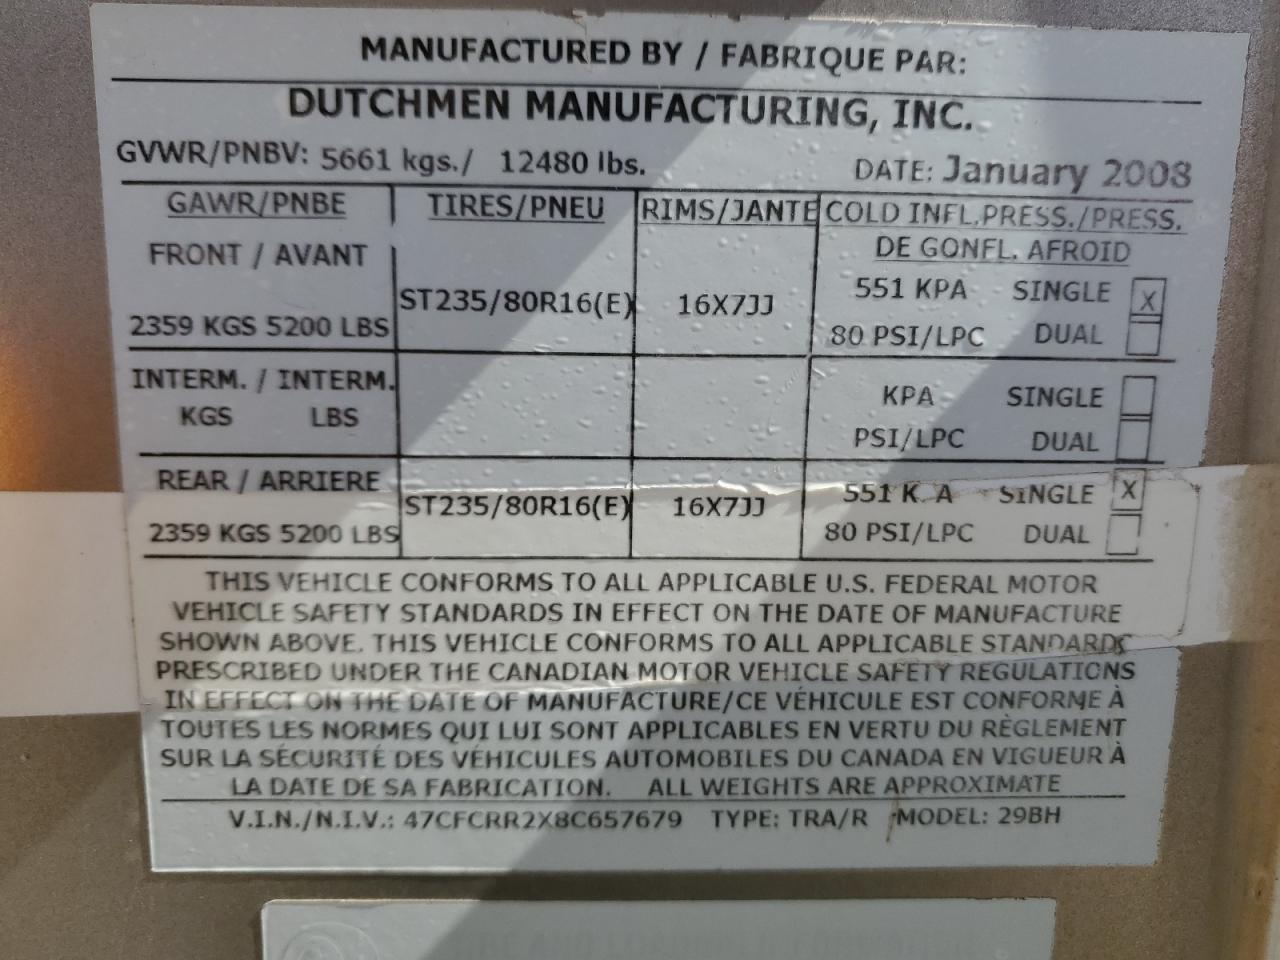 MANUFACTURED BY / FABRIQUE PAR:
DUTCHMEN MANUFACTURING, INC.
GVWR/PNBV: 5661 kgs./ 12480 lbs. DATE: January 2008
GAWR/PNBE TIRES/PNEU RIMS/JANTE COLD INFL.PRESS./PRESS.
DE GONFL. AFROID
FRONT / AVANT
2359 KGS 5200 LBS
ST235/80R16(E)
16X7JJ
551 KPA SINGLE X
80 PSI/LPC DUAL
INTERM. / INTERM.
KGS LBS
KPA SINGLE
PSI/LPC DUAL
REAR / ARRIERE
2359 KGS 5200 LBS
ST235/80R16(E)
16X7JJ
551 K A SINGLE X
80 PSI/LPC DUAL
THIS VEHICLE CONFORMS TO ALL APPLICABLE U.S. FEDERAL MOTOR
VEHICLE SAFETY STANDARDS IN EFFECT ON THE DATE OF MANUFACTURE
SHOWN ABOVE. THIS VEHICLE CONFORMS TO ALL APPLICABLE STANDARDS
PRESCRIBED UNDER THE CANADIAN MOTOR VEHICLE SAFETY REGULATIONS
IN EFFECT ON THE DATE OF MANUFACTURE/CE VÉHICULE EST CONFORME À
TOUTES LES NORMES QUI LUI SONT APPLICABLES EN VERTU DU RÈGLEMENT
SUR LA SÉCURITÉ DES VÉHICULES AUTOMOBILES DU CANADA EN VIGUEUR À
LA DATE DE SA FABRICATION. ALL WEIGHTS ARE APPROXIMATE
V.I.N./N.I.V.: 47CFCRR2X8C657679 TYPE: TRA/R MODEL: 29BH